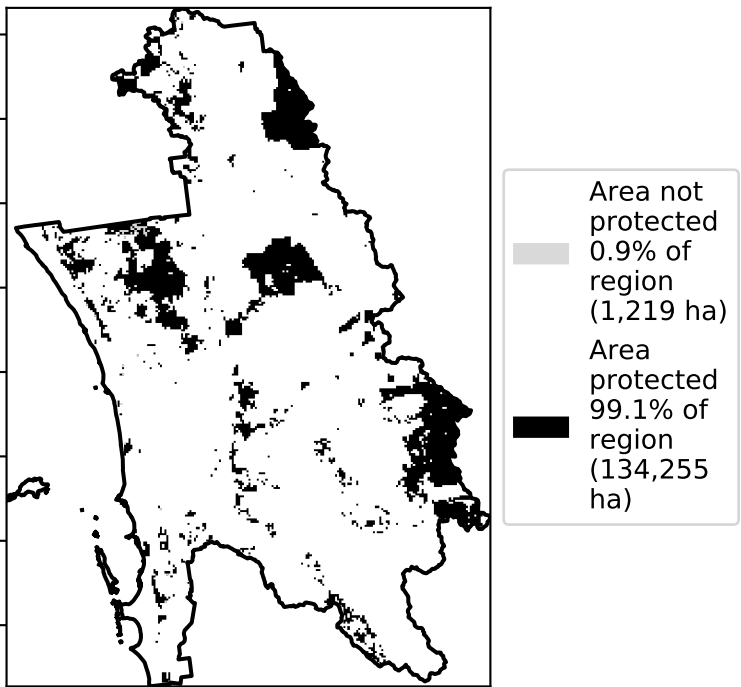 Area not
protected
0.9% of
region
(1,219 ha)
Area
protected
99.1% of
region
(134,255
ha)